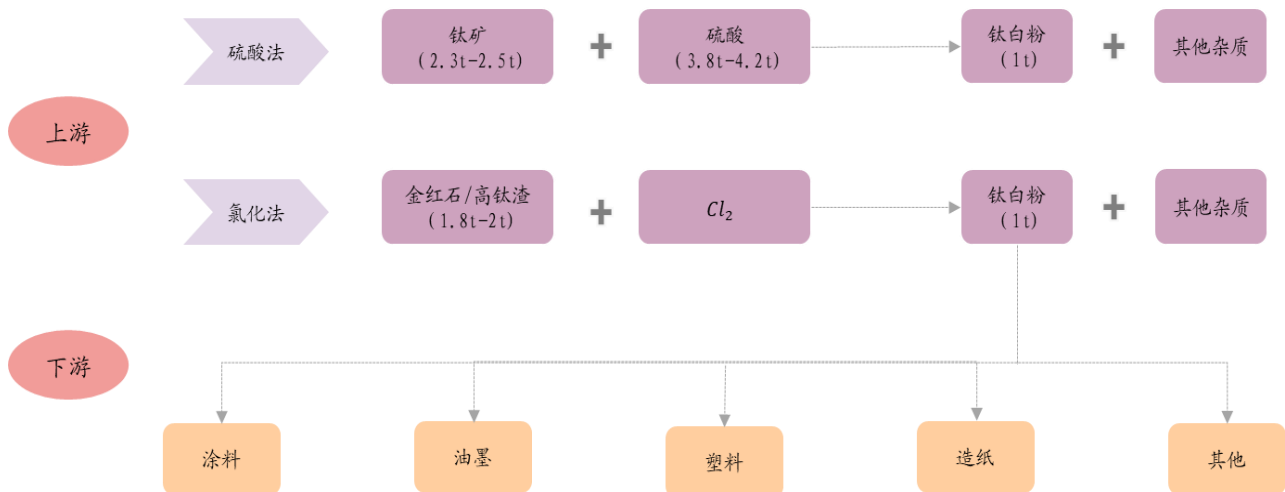 硫酸法
钛矿
(2.3t-2.5t)
+
硫酸
(3.8t-4.2t)
钛白粉
(1t)
+
其他杂质
上游
氯化法
金红石/高钛渣
(1.8t-2t)
+
Cl₂
钛白粉
(1t)
+
其他杂质
下游
涂料
油墨
塑料
造纸
其他